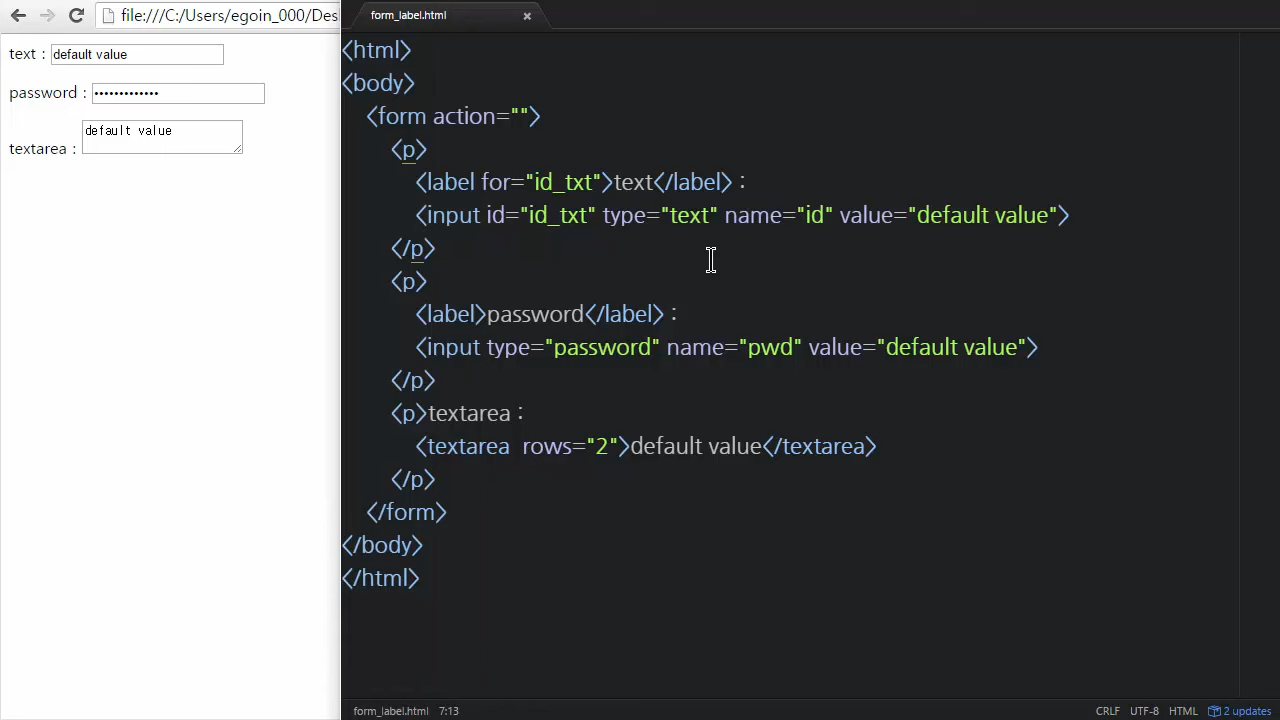 file:///C:/Users/egoin_000/Des
text : default value
password : •••••••••••••
textarea : default value
form_label.html ×
<html>
<body>
<form action="">
<p>
<label for="id_txt">text</label> :
<input id="id_txt" type="text" name="id" value="default value">
</p>
<p>
<label>password</label> :
<input type="password" name="pwd" value="default value">
</p>
<p>textarea :
<textarea  rows="2">default value</textarea>
</p>
</form>
</body>
</html>
form_label.html 7:13 CRLF UTF-8 HTML 2 updates